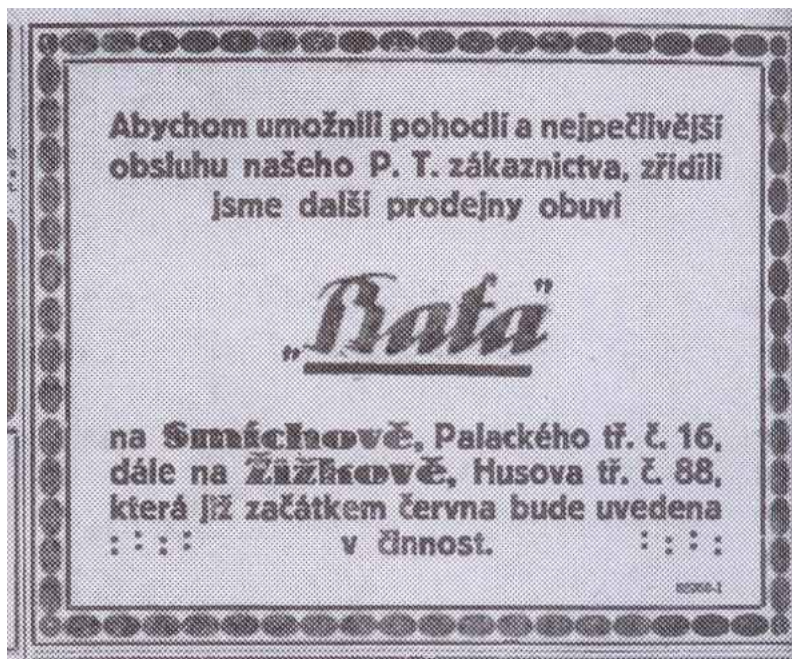 Abychom umožnili pohodlí a nejpečlivější
obsluhu našeho P. T. zákaznictva, zřídili
jsme další prodejny obuvi
„Baťa"
na Smíchově, Palackého tř. č. 16,
dále na Žižkově, Husova tř. č. 88,
která již začátkem června bude uvedena
: : : : v činnost. : : : :